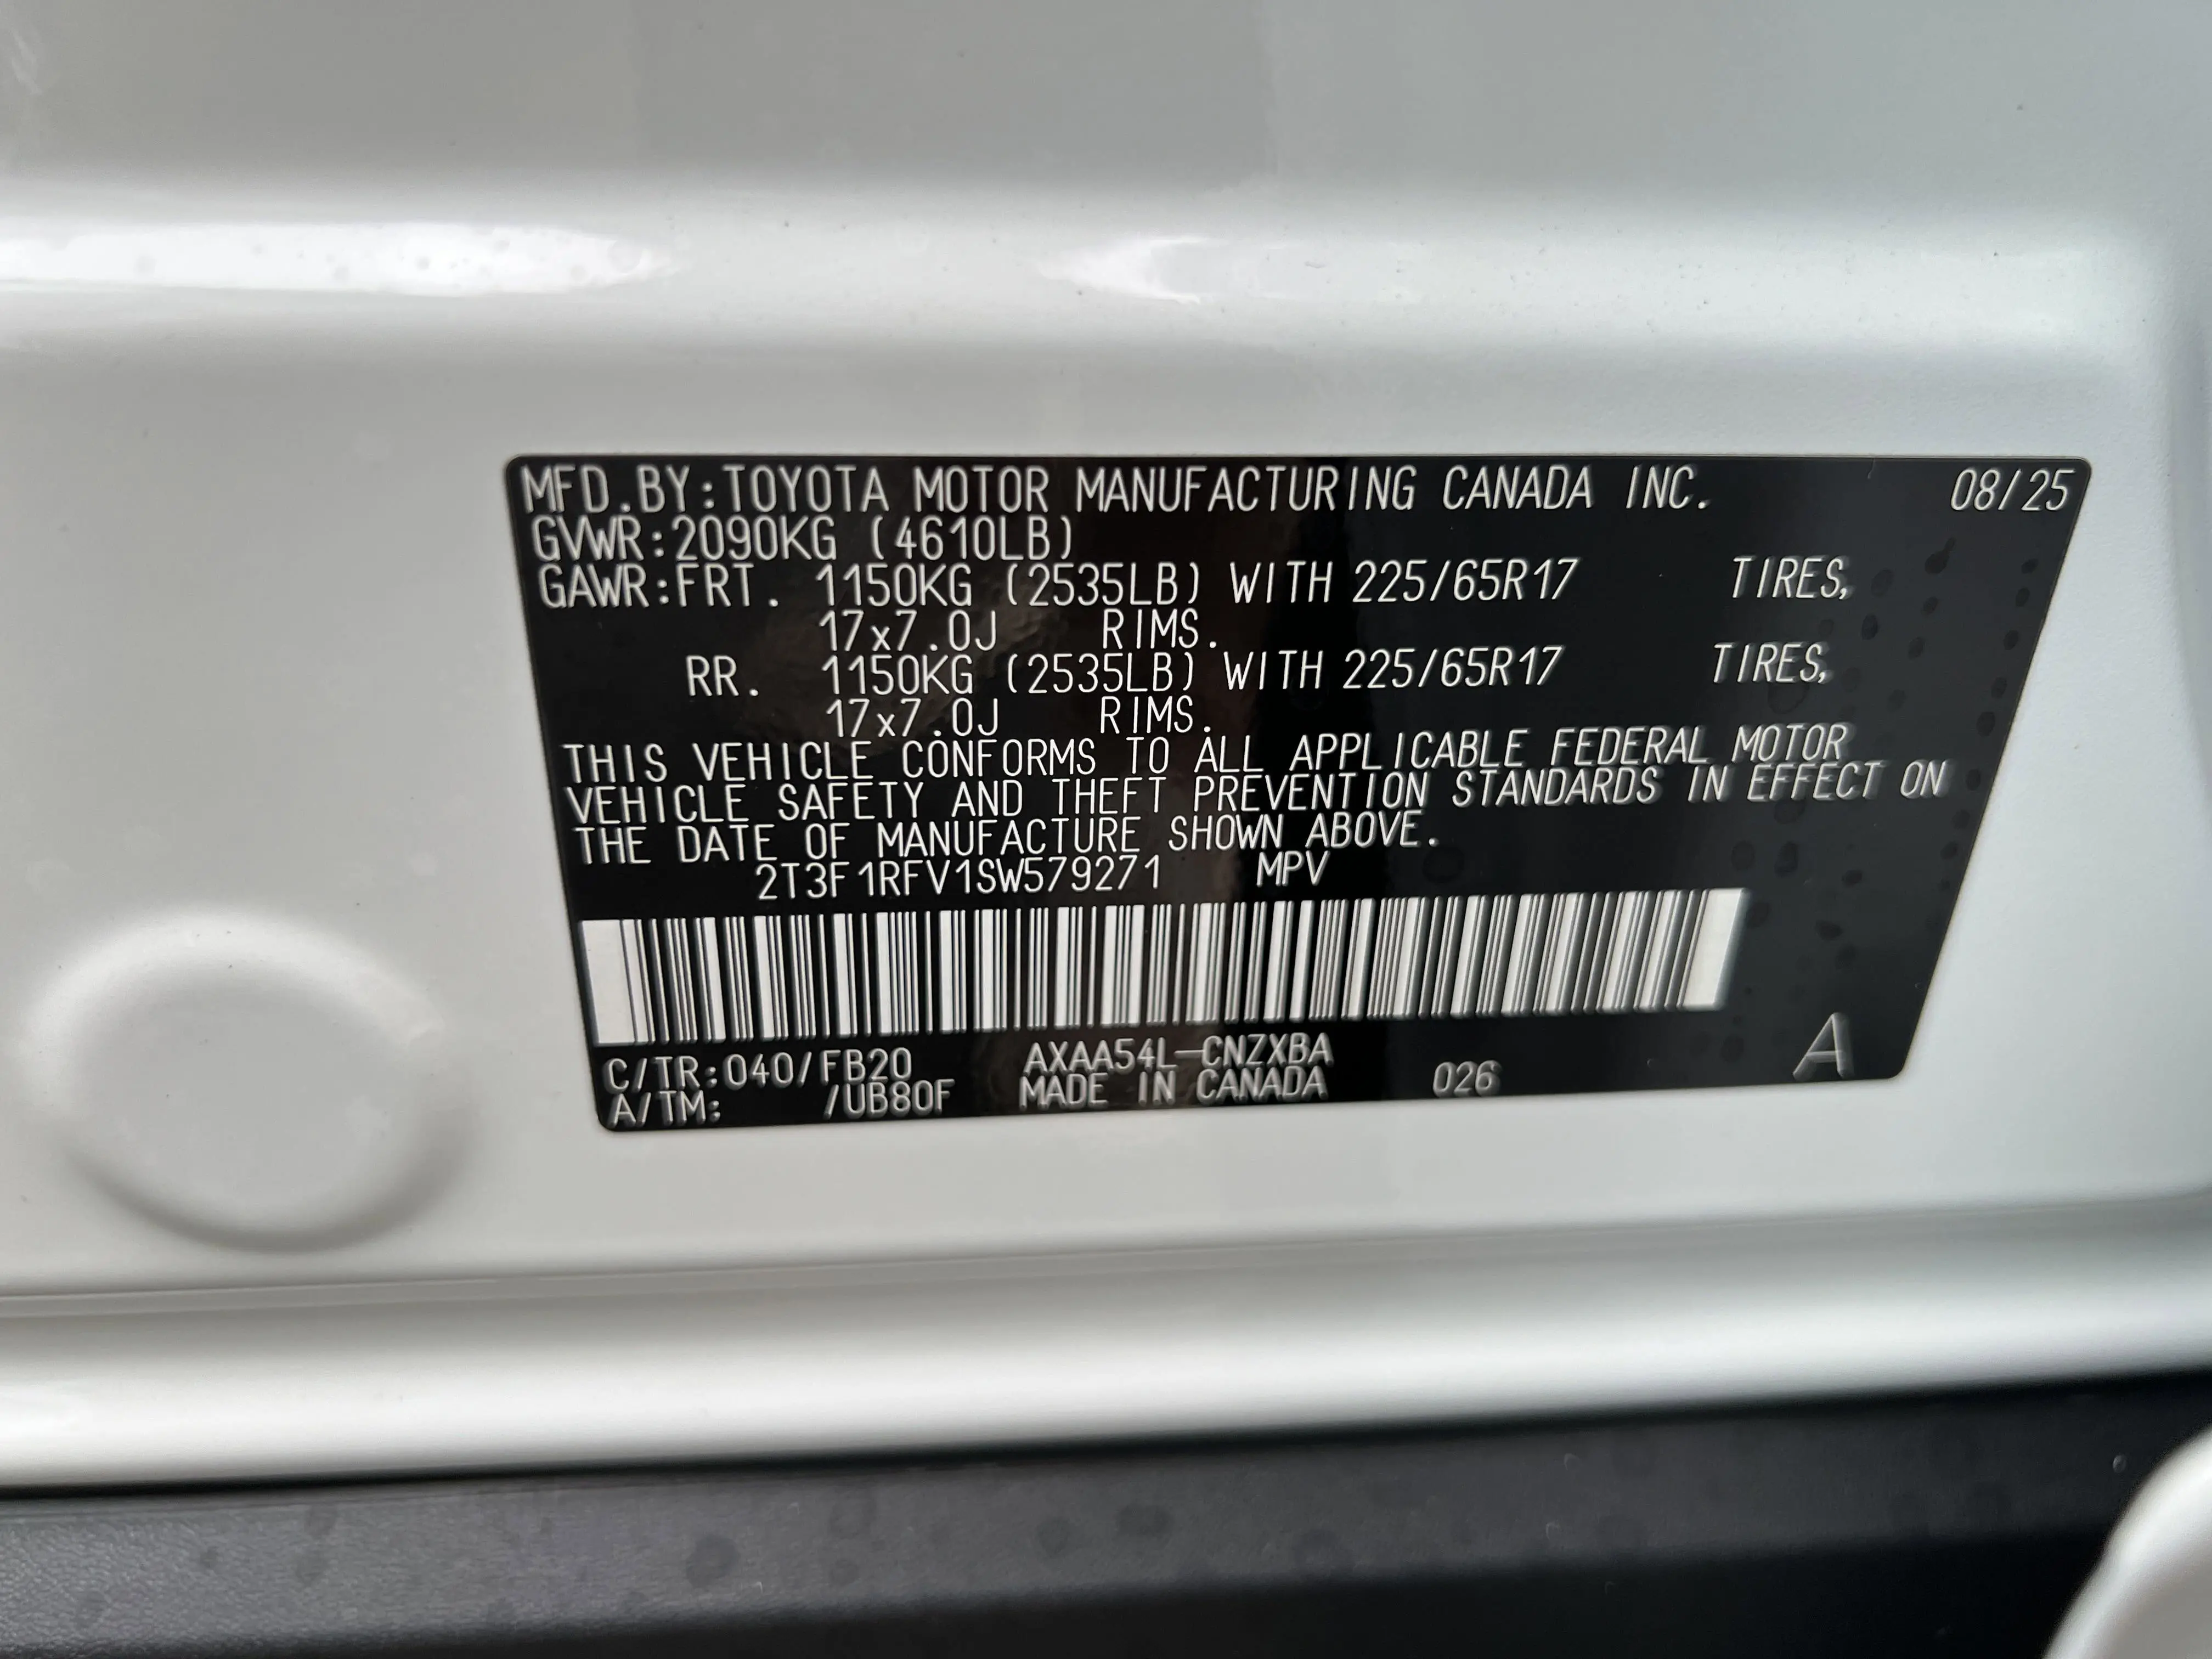 MFD.BY:TOYOTA MOTOR MANUFACTURING CANADA INC. 08/25
GVWR:2090KG (4610LB)
GAWR:FRT. 1150KG (2535LB) WITH 225/65R17 TIRES,
17x7.0J RIMS.
RR. 1150KG (2535LB) WITH 225/65R17 TIRES,
17x7.0J RIMS.
THIS VEHICLE CONFORMS TO ALL APPLICABLE FEDERAL MOTOR
VEHICLE SAFETY AND THEFT PREVENTION STANDARDS IN EFFECT ON
THE DATE OF MANUFACTURE SHOWN ABOVE.
2T3F1RFV1SW579271 MPV
C/TR:040/FB20 AXAA54L-CNZXBA
A/TM: /UB80F MADE IN CANADA 026 A